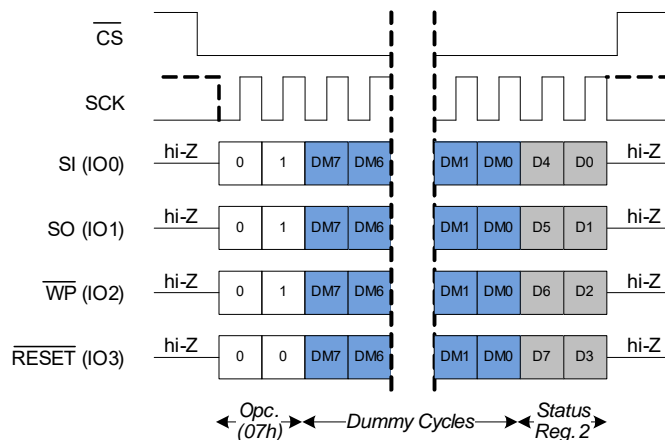 CS
SCK
hi-Z hi-Z
SI (IO0) 0 1 DM7 DM6 DM1 DM0 D4 D0
hi-Z hi-Z
SO (IO1) 0 1 DM7 DM6 DM1 DM0 D5 D1
hi-Z hi-Z
WP (IO2) 0 1 DM7 DM6 DM1 DM0 D6 D2
hi-Z hi-Z
RESET (IO3) 0 0 DM7 DM6 DM1 DM0 D7 D3
Opc. Dummy Cycles Status
(07h) Reg. 2